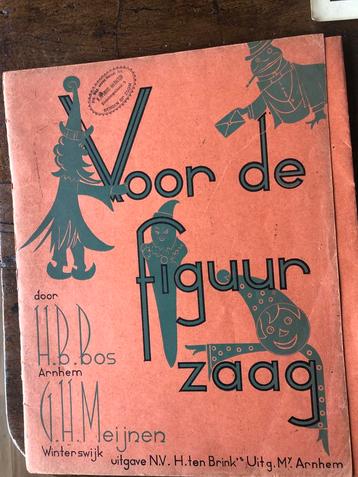 Voor de
figuur
zaag
door
H.B.Bos
Arnhem
G.H.Meijnen
Winterswijk
uitgave N.V. H. ten Brink's Uitg. Mij. Arnhem